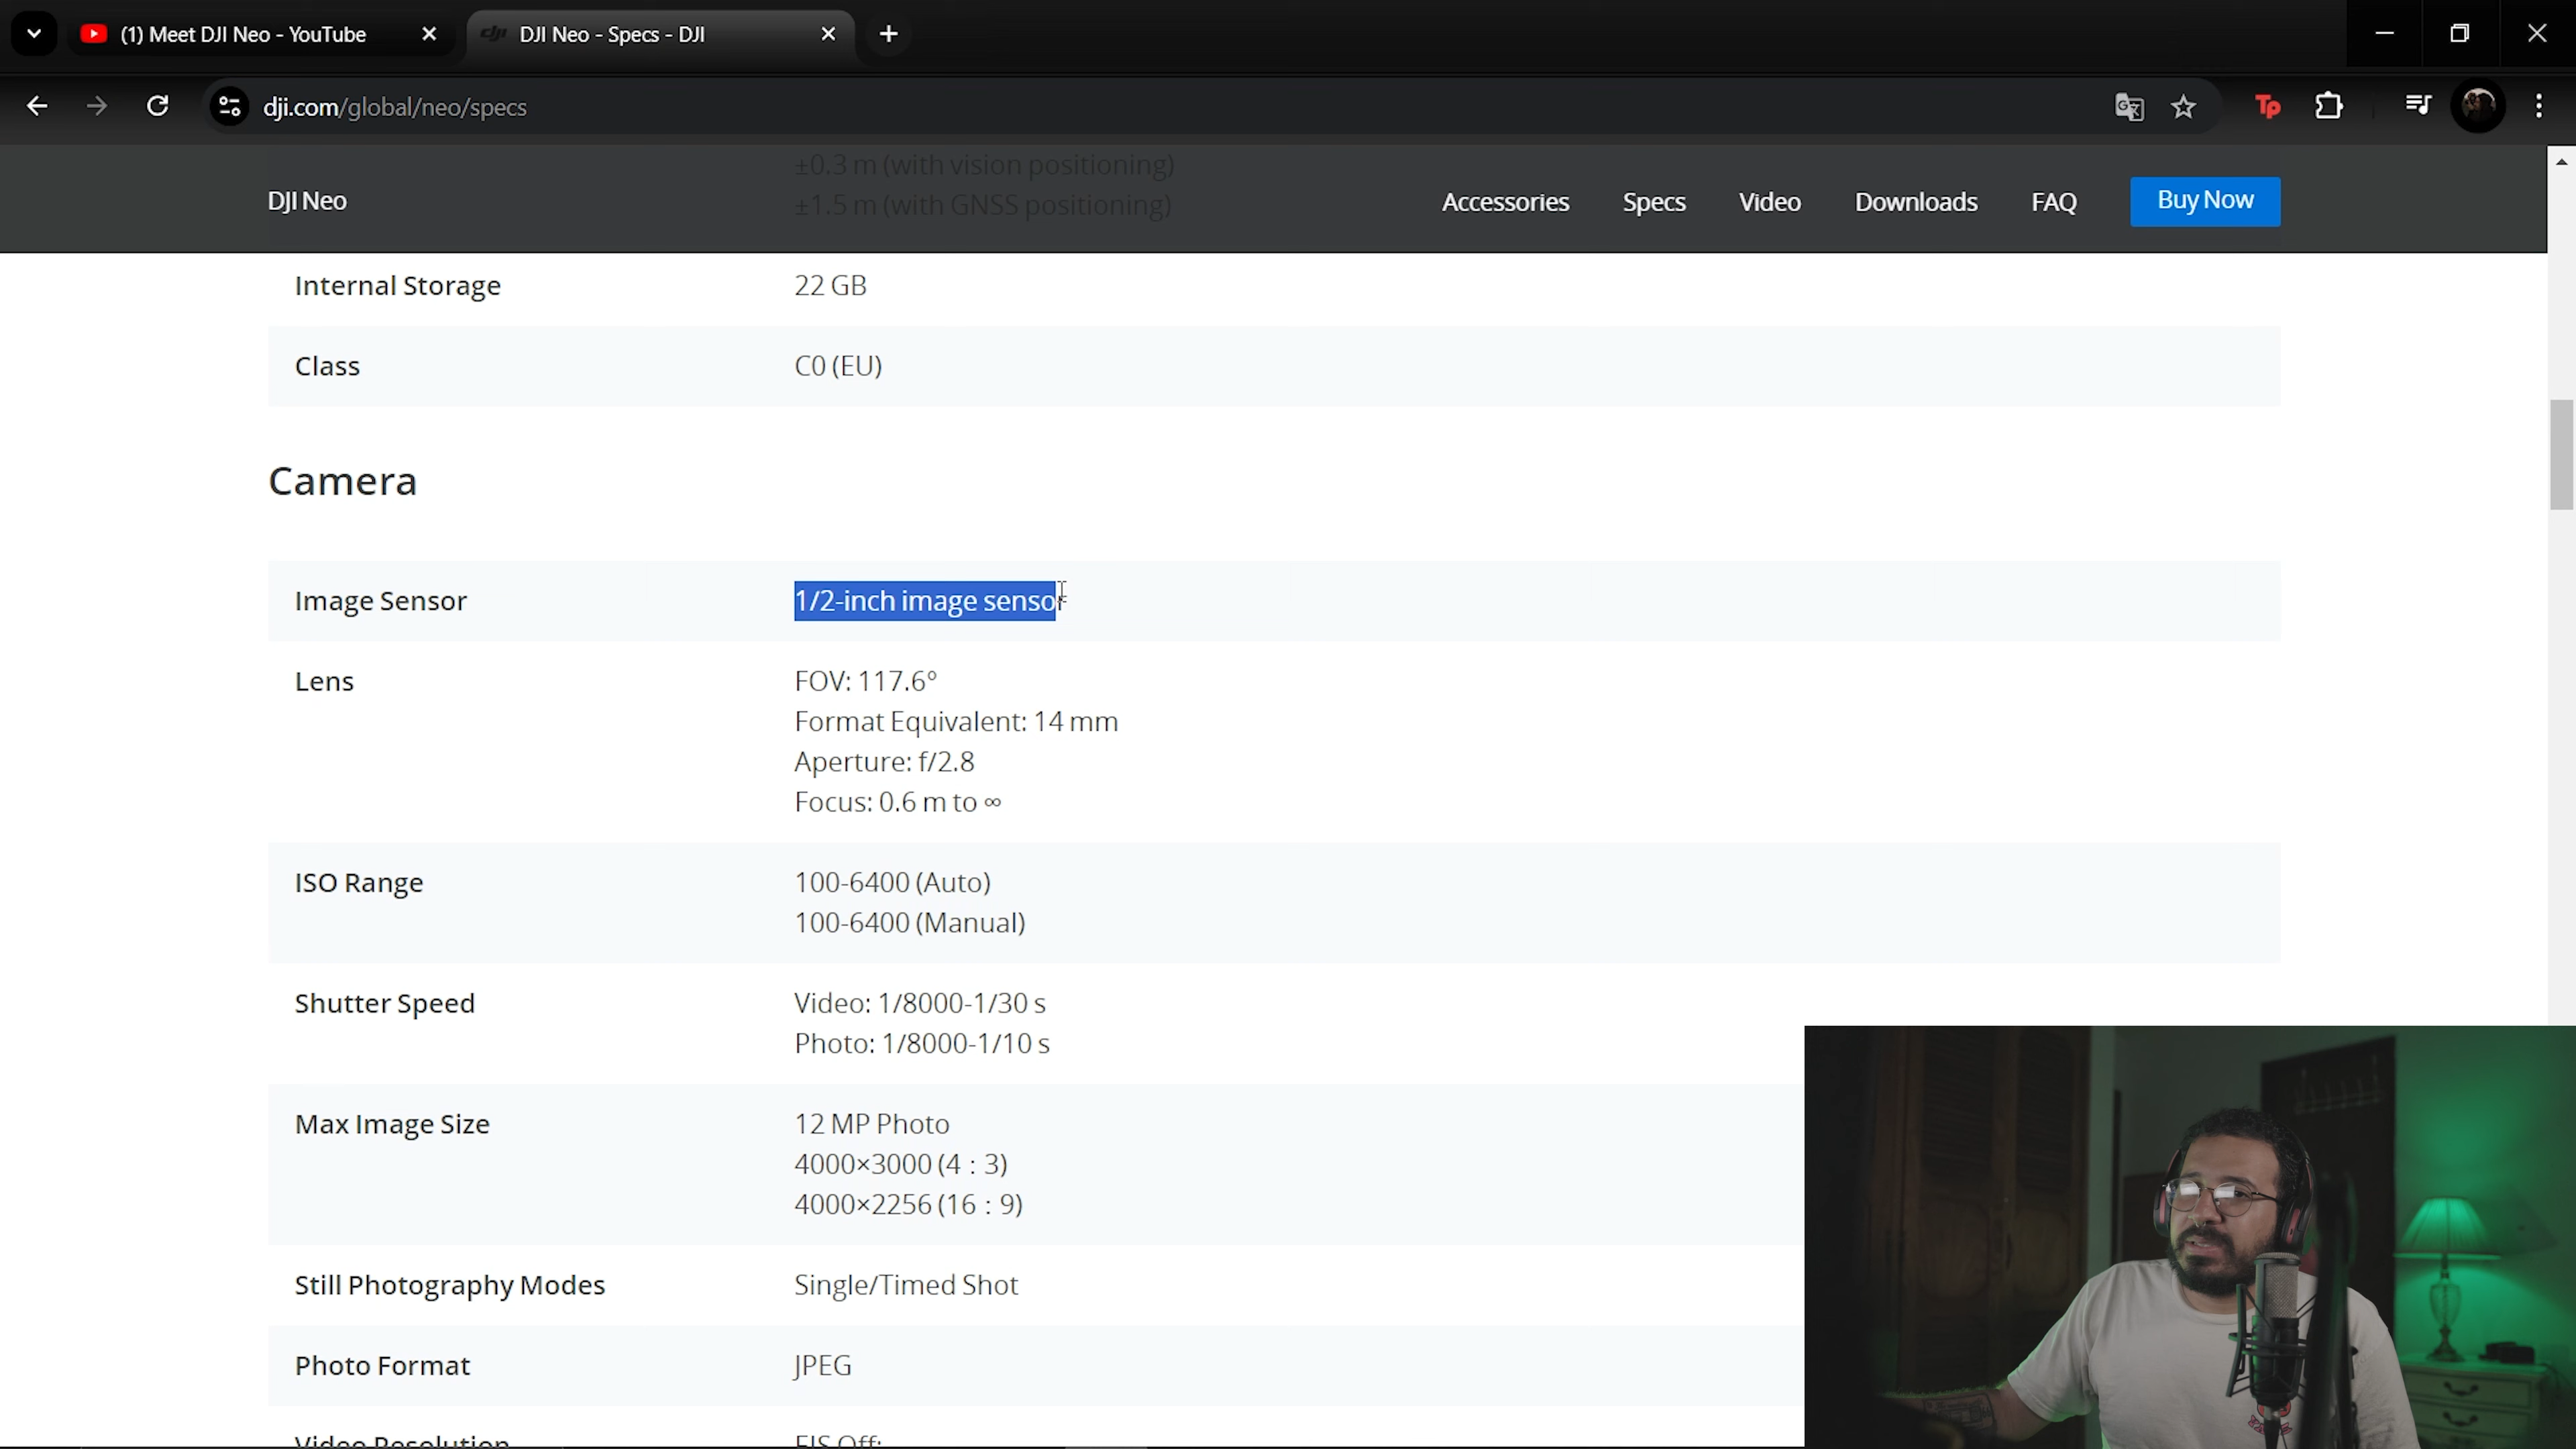 (1) Meet DJI Neo - YouTube
DJI Neo - Specs - DJI
dji.com/global/neo/specs
Tp
±0.3 m (with vision positioning)
±1.5 m (with GNSS positioning)
DJI Neo
Accessories
Specs
Video
Downloads
FAQ
Buy Now
Internal Storage
22 GB
Class
C0 (EU)
Camera
Image Sensor
1/2-inch image sensor
Lens
FOV: 117.6°
Format Equivalent: 14 mm
Aperture: f/2.8
Focus: 0.6 m to ∞
ISO Range
100-6400 (Auto)
100-6400 (Manual)
Shutter Speed
Video: 1/8000-1/30 s
Photo: 1/8000-1/10 s
Max Image Size
12 MP Photo
4000×3000 (4 : 3)
4000×2256 (16 : 9)
Still Photography Modes
Single/Timed Shot
Photo Format
JPEG
Video Resolution
EIS Off: